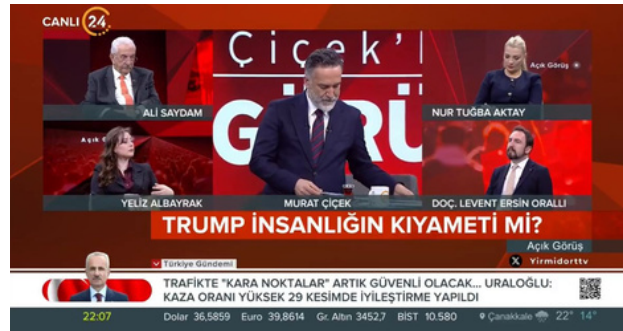 CANLI 24
Çiçek'l
GÖRÜ
Açık Görüş
Açık G
ALİ SAYDAM
NUR TUĞBA AKTAY
YELİZ ALBAYRAK
MURAT ÇİÇEK
DOÇ. LEVENT ERSİN ORALLI
TRUMP İNSANLIĞIN KIYAMETİ Mİ?
Açık Görüş
Türkiye Gündemi
X Yirmidorttv
TRAFİKTE "KARA NOKTALAR" ARTIK GÜVENLİ OLACAK... URALOĞLU:
KAZA ORANI YÜKSEK 29 KESİMDE İYİLEŞTİRME YAPILDI
22:07 Dolar 36,5859 Euro 39,8614 Gr. Altın 3452,7 BİST 10.580 Çanakkale 22° 14°